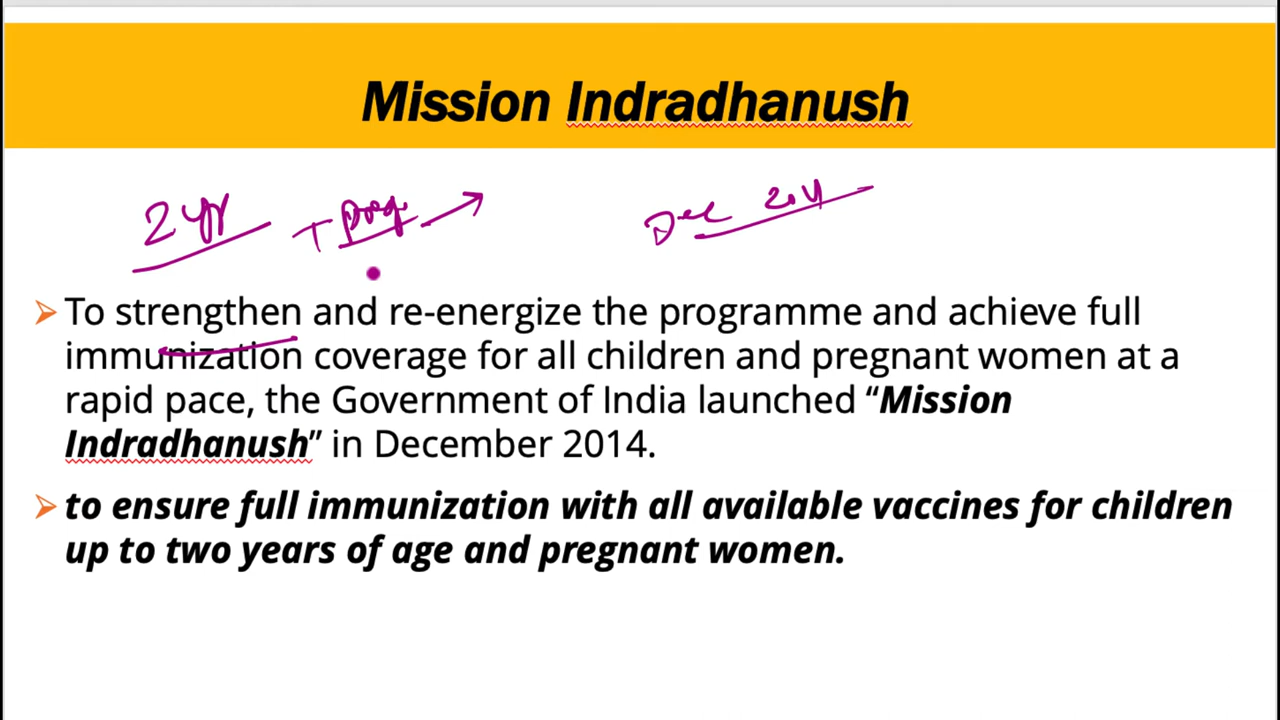 Mission Indradhanush
2 yr + preg. Dec 2014
➢ To strengthen and re-energize the programme and achieve full
immunization coverage for all children and pregnant women at a
rapid pace, the Government of India launched “Mission
Indradhanush” in December 2014.
➢ to ensure full immunization with all available vaccines for children
up to two years of age and pregnant women.